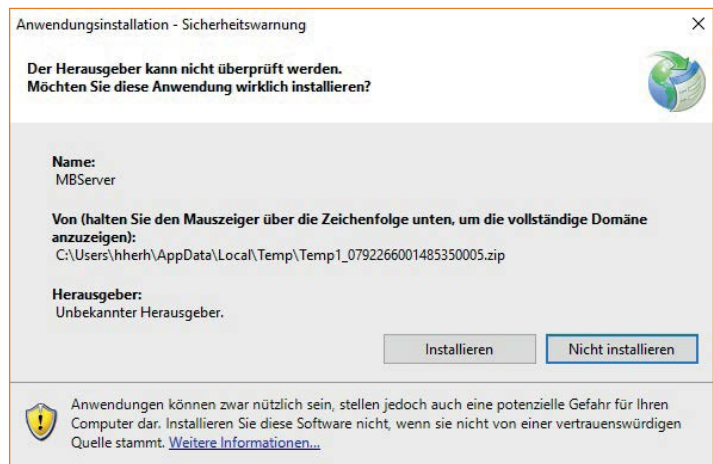 Anwendungsinstallation - Sicherheitswarnung
Der Herausgeber kann nicht überprüft werden.
Möchten Sie diese Anwendung wirklich installieren?
Name:
MBServer
Von (halten Sie den Mauszeiger über die Zeichenfolge unten, um die vollständige Domäne
anzuzeigen):
C:\Users\hherh\AppData\Local\Temp\Temp1_0792266001485350005.zip
Herausgeber:
Unbekannter Herausgeber.
Installieren
Nicht installieren
Anwendungen können zwar nützlich sein, stellen jedoch auch eine potenzielle Gefahr für Ihren
Computer dar. Installieren Sie diese Software nicht, wenn sie nicht von einer vertrauenswürdigen
Quelle stammt. Weitere Informationen...